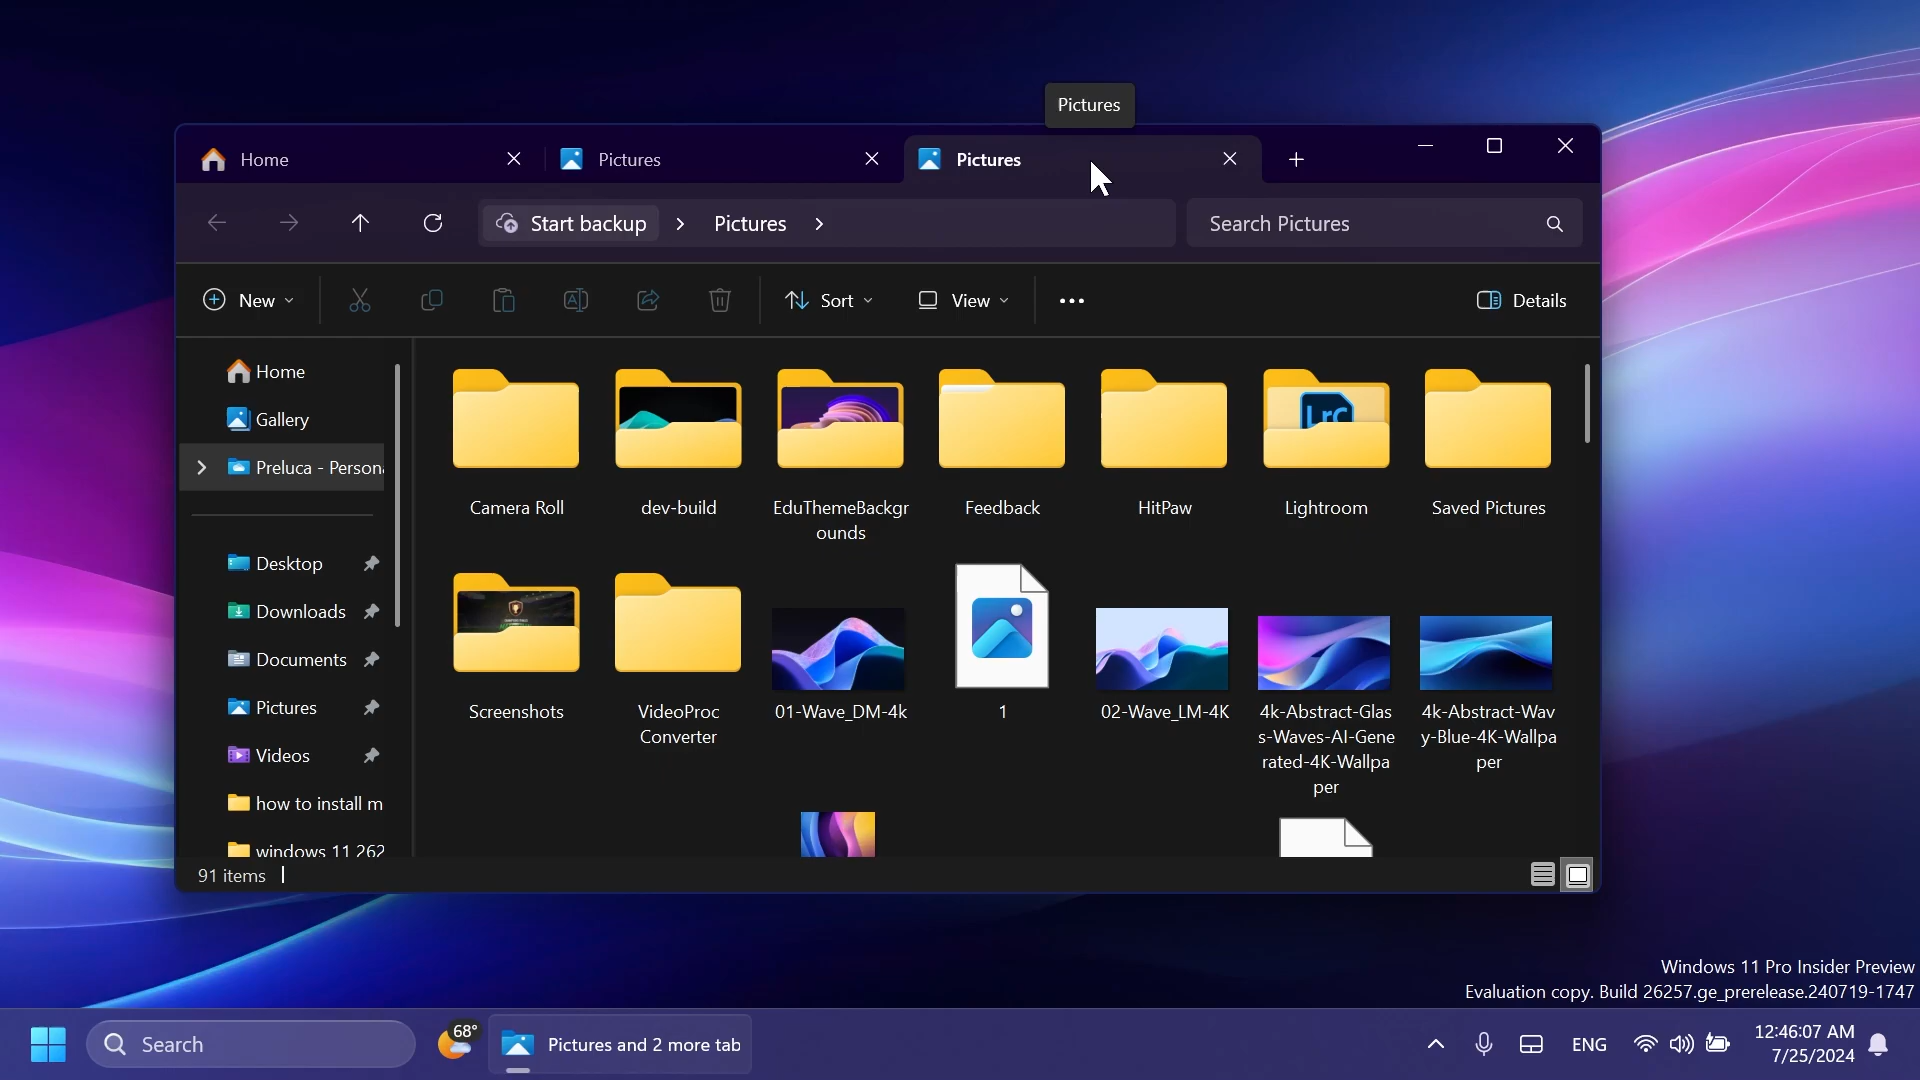 Pictures
Home
Pictures
Pictures
Start backup
Pictures
Search Pictures
New
Sort
View
Details
Home
Gallery
Preluca - Persona
Desktop
Downloads
Documents
Pictures
Videos
how to install m
windows 11 262
Camera Roll
dev-build
EduThemeBackgr
ounds
Feedback
HitPaw
Lrc
Lightroom
Saved Pictures
Screenshots
VideoProc
Converter
01-Wave_DM-4k
1
02-Wave_LM-4K
4k-Abstract-Glas
s-Waves-AI-Gene
rated-4K-Wallpa
per
4k-Abstract-Wav
y-Blue-4K-Wallpa
per
91 items
Windows 11 Pro Insider Preview
Evaluation copy. Build 26257.ge_prerelease.240719-1747
Search
68°
Pictures and 2 more tab
ENG
12:46:07 AM
7/25/2024